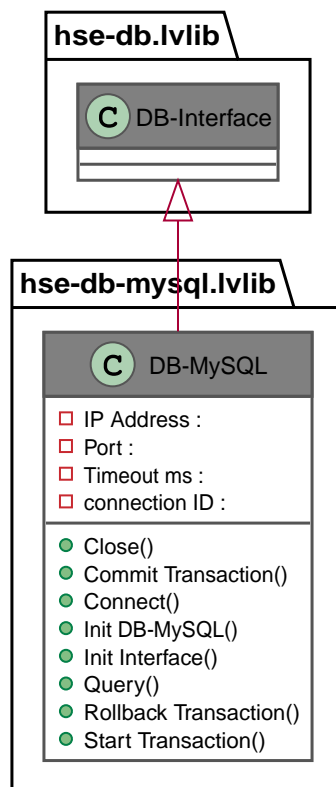 hse-db.lvlib
C DB-Interface
hse-db-mysql.lvlib
C DB-MySQL
IP Address :
Port :
Timeout ms :
connection ID :
Close()
Commit Transaction()
Connect()
Init DB-MySQL()
Init Interface()
Query()
Rollback Transaction()
Start Transaction()